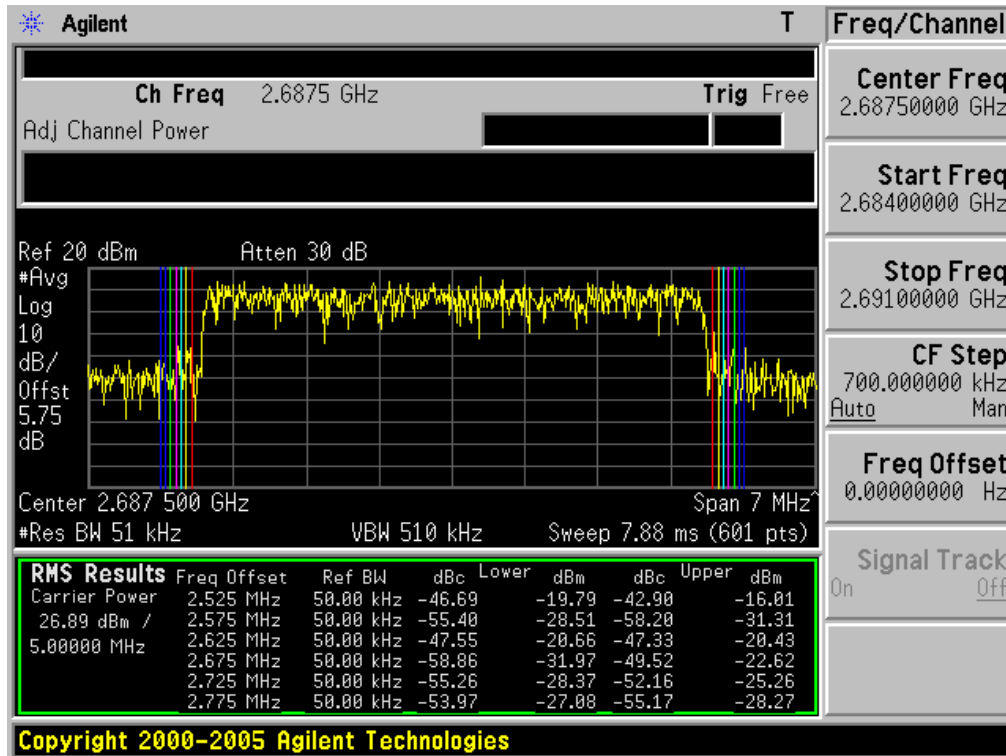 Agilent T
Freq/Channel
Ch Freq 2.6875 GHz Trig Free
Adj Channel Power
Ref 20 dBm Atten 30 dB
#Avg
Log
10
dB/
Offst
5.75
dB
Center 2.687 500 GHz Span 7 MHz^
#Res BW 51 kHz VBW 510 kHz Sweep 7.88 ms (601 pts)
RMS Results Freq Offset Ref BW dBc Lower dBm dBc Upper dBm
Carrier Power 2.525 MHz 50.00 kHz -46.69 -19.79 -42.90 -16.01
26.89 dBm / 2.575 MHz 50.00 kHz -55.40 -28.51 -58.20 -31.31
5.00000 MHz 2.625 MHz 50.00 kHz -47.55 -20.66 -47.33 -20.43
2.675 MHz 50.00 kHz -58.86 -31.97 -49.52 -22.62
2.725 MHz 50.00 kHz -55.26 -28.37 -52.16 -25.26
2.775 MHz 50.00 kHz -53.97 -27.08 -55.17 -28.27
Center Freq
2.68750000 GHz
Start Freq
2.68400000 GHz
Stop Freq
2.69100000 GHz
CF Step
700.000000 kHz
Auto Man
Freq Offset
0.00000000 Hz
Signal Track
On Off
Copyright 2000-2005 Agilent Technologies